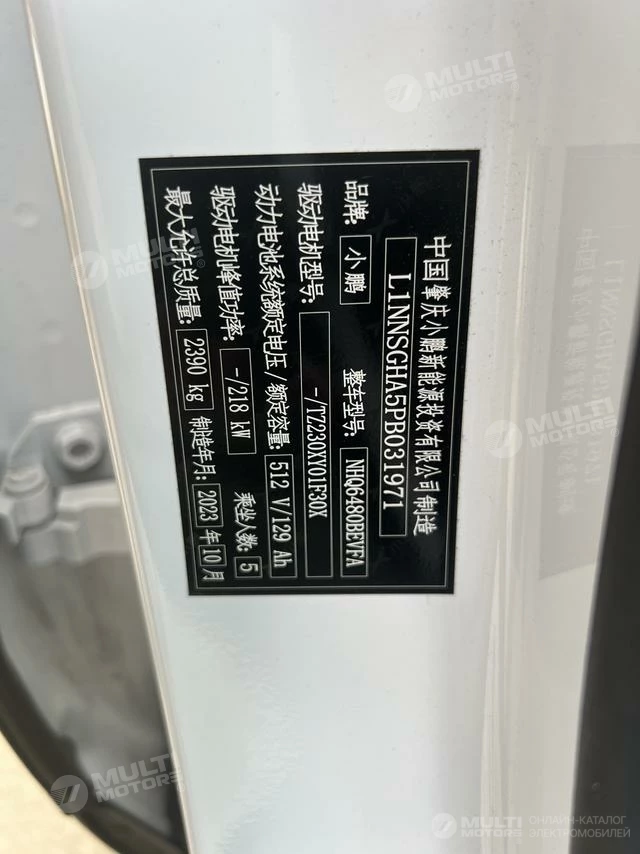 中国肇庆小鹏新能源投资有限公司制造
L1NNSGHA5PB031971
品牌: 小鹏 整车型号: NHQ6480BEVFA
驱动电机型号: -/TZ230XY01F30X
动力电池系统额定电压/额定容量: 512 V/129 Ah
驱动电机峰值功率: -/218 kW 乘坐人数: 5
最大允许总质量: 2390 kg 制造年月: 2023 年 10 月
MULTI MOTORS
MULTI MOTORS
MULTI MOTORS
MULTI MOTORS
MULTI MOTORS ОНЛАЙН-КАТАЛОГ ЭЛЕКТРОМОБИЛЕЙ